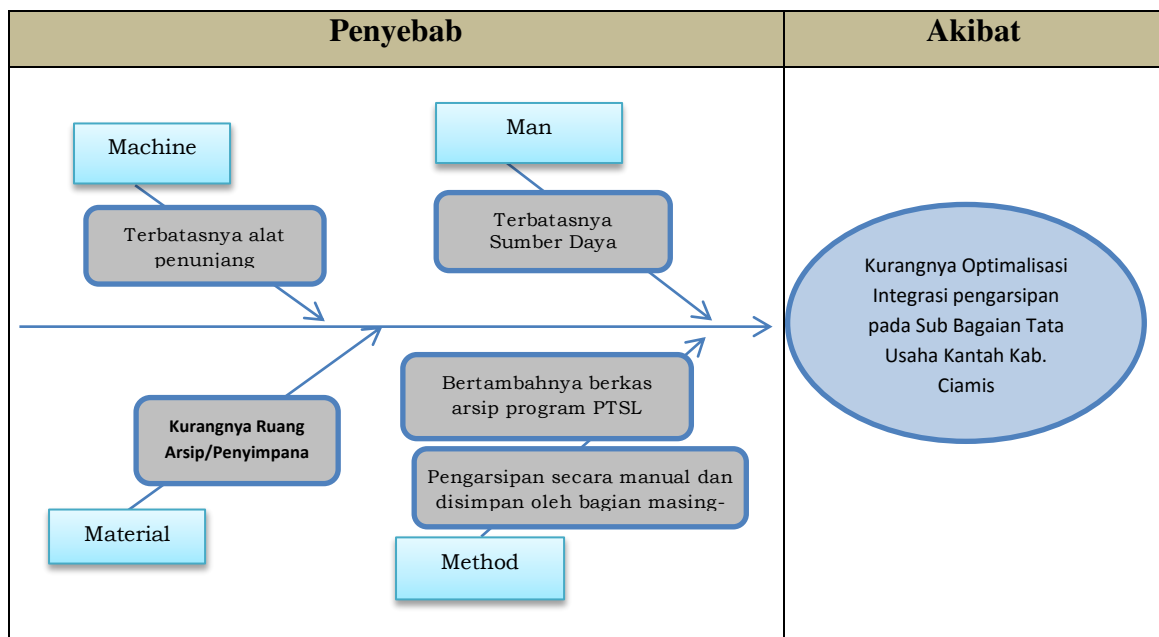 Penyebab
Akibat
Machine
Man
Terbatasnya alat
penunjang
Terbatasnya
Sumber Daya
Kurangnya Optimalisasi
Integrasi pengarsipan
pada Sub Bagaian Tata
Usaha Kantah Kab.
Ciamis
Kurangnya Ruang
Arsip/Penyimpana
Bertambahnya berkas
arsip program PTSL
Pengarsipan secara manual dan
disimpan oleh bagian masing-
Material
Method